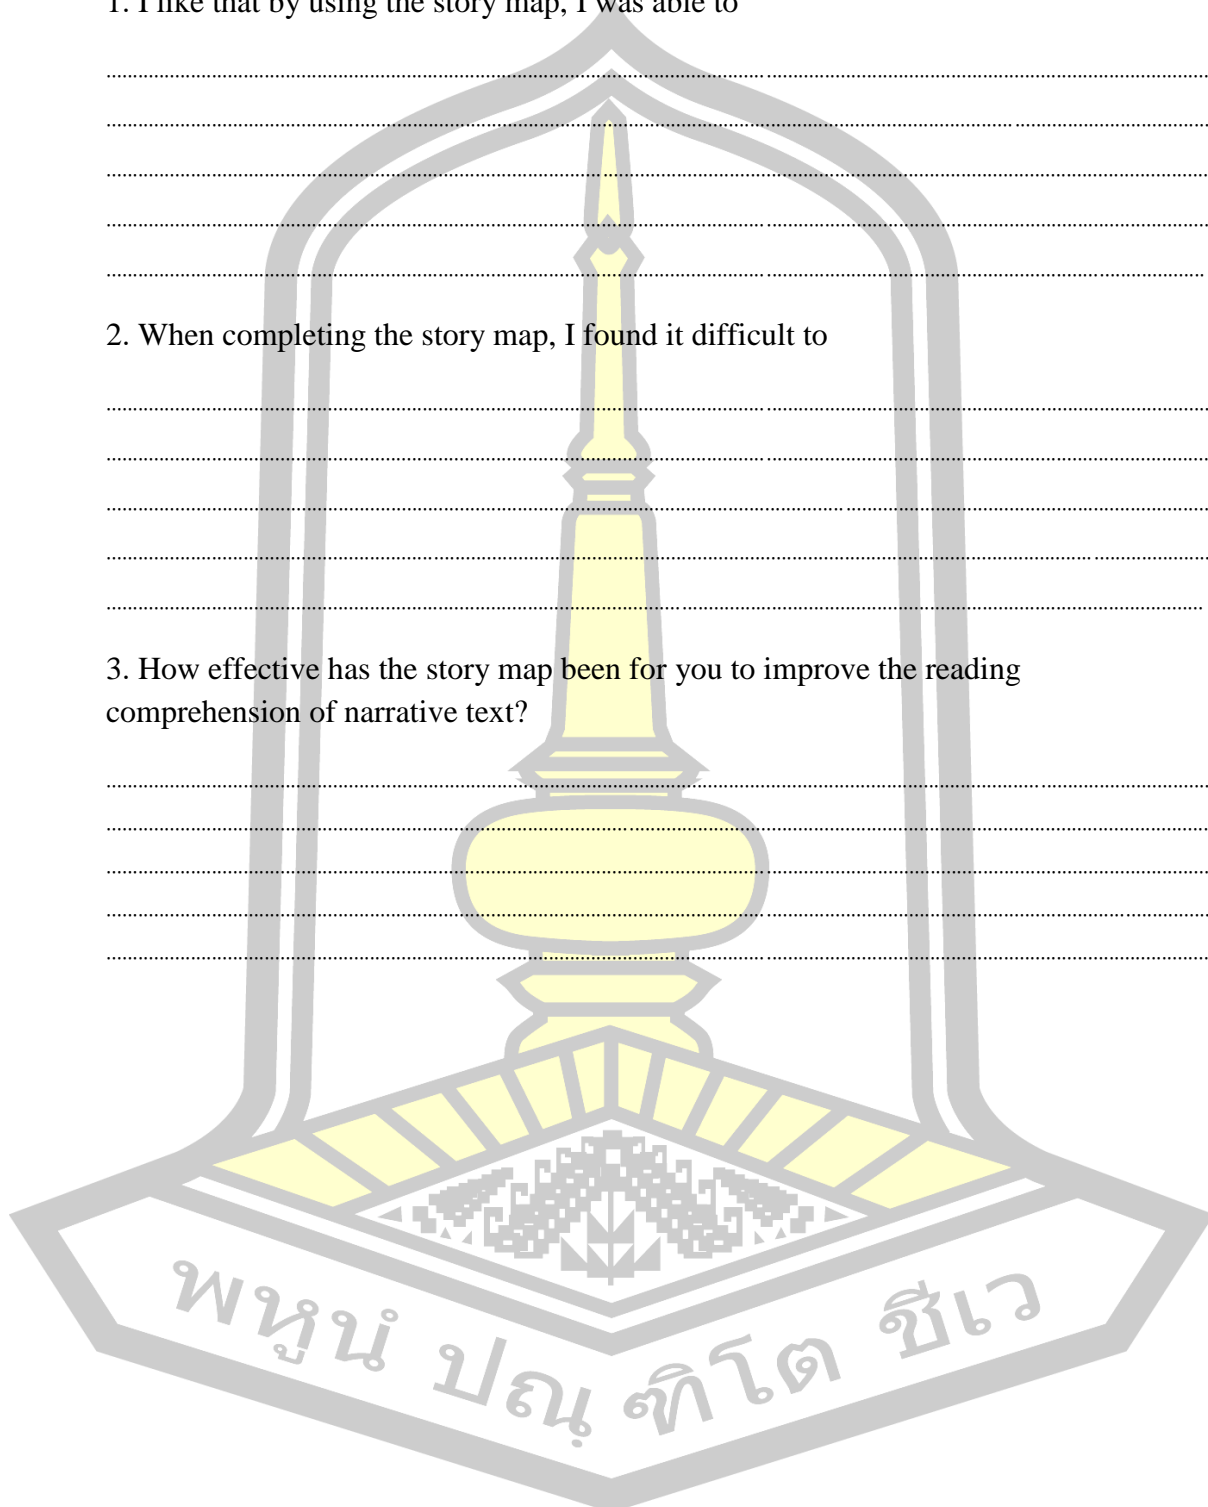 1. I like that by using the story map, I was able to
2. When completing the story map, I found it difficult to
3. How effective has the story map been for you to improve the reading
comprehension of narrative text?
พหูนํ ปณฺฑิโต ชีเว